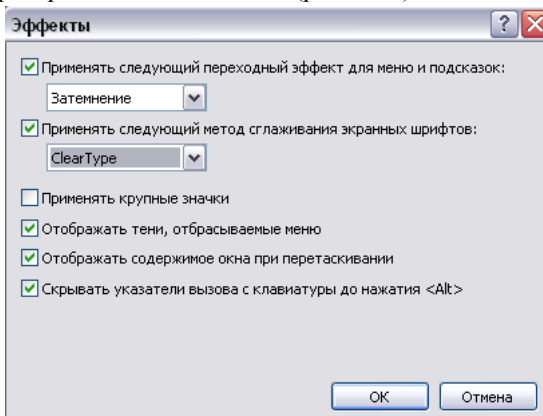 Эффекты
Применять следующий переходный эффект для меню и подсказок:
Затемнение
Применять следующий метод сглаживания экранных шрифтов:
ClearType
Применять крупные значки
Отображать тени, отбрасываемые меню
Отображать содержимое окна при перетаскивании
Скрывать указатели вызова с клавиатуры до нажатия <Alt>
ОК Отмена